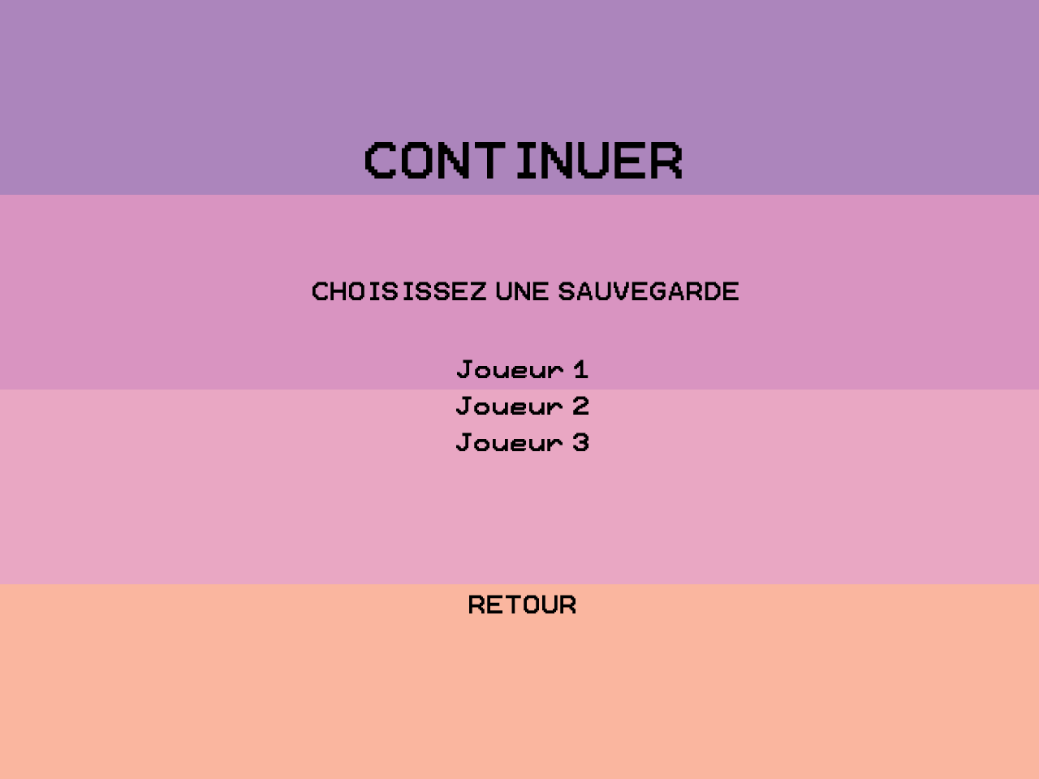 CONTINUER
CHOISISSEZ UNE SAUVEGARDE
Joueur 1
Joueur 2
Joueur 3
RETOUR